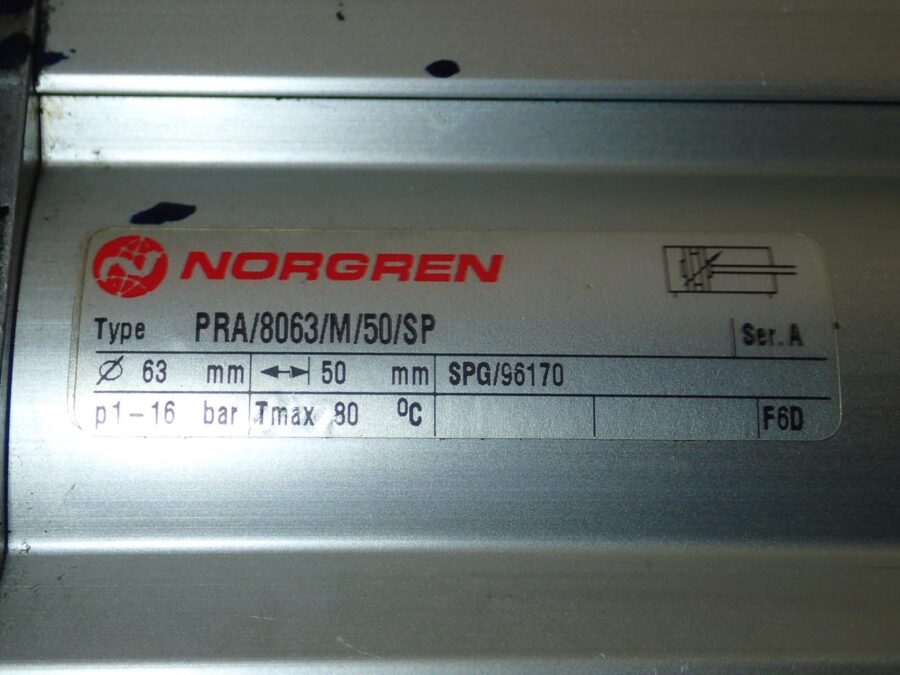 NORGREN
Type PRA/8063/M/50/SP Ser. A
Ø 63 mm ↔ 50 mm SPG/96170
p1-16 bar Tmax 80 °C F6D